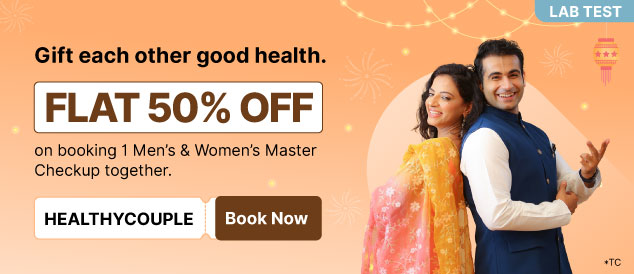 LAB TEST
Gift each other good health.
FLAT 50% OFF
on booking 1 Men's & Women's Master
Checkup together.
HEALTHYCOUPLE
Book Now
*TC